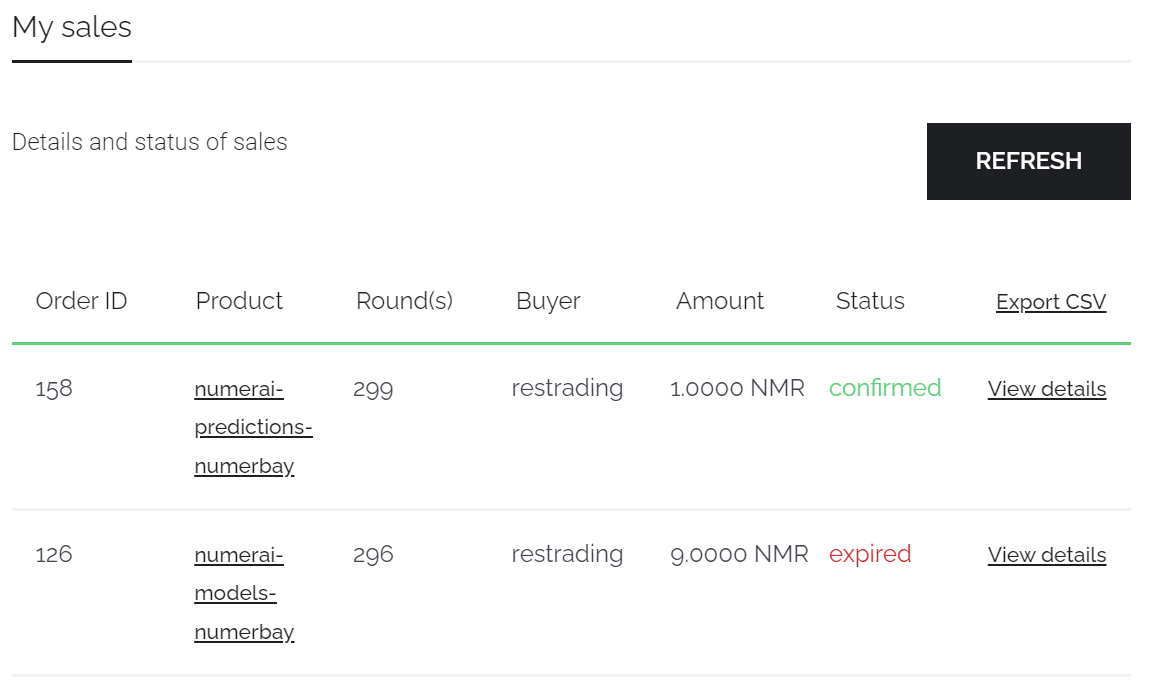 My sales
Details and status of sales
REFRESH
Order ID Product Round(s) Buyer Amount Status Export CSV
158 numerai- 299 restrading 1.0000 NMR confirmed View details
predictions-
numerbay
126 numerai- 296 restrading 9.0000 NMR expired View details
models-
numerbay